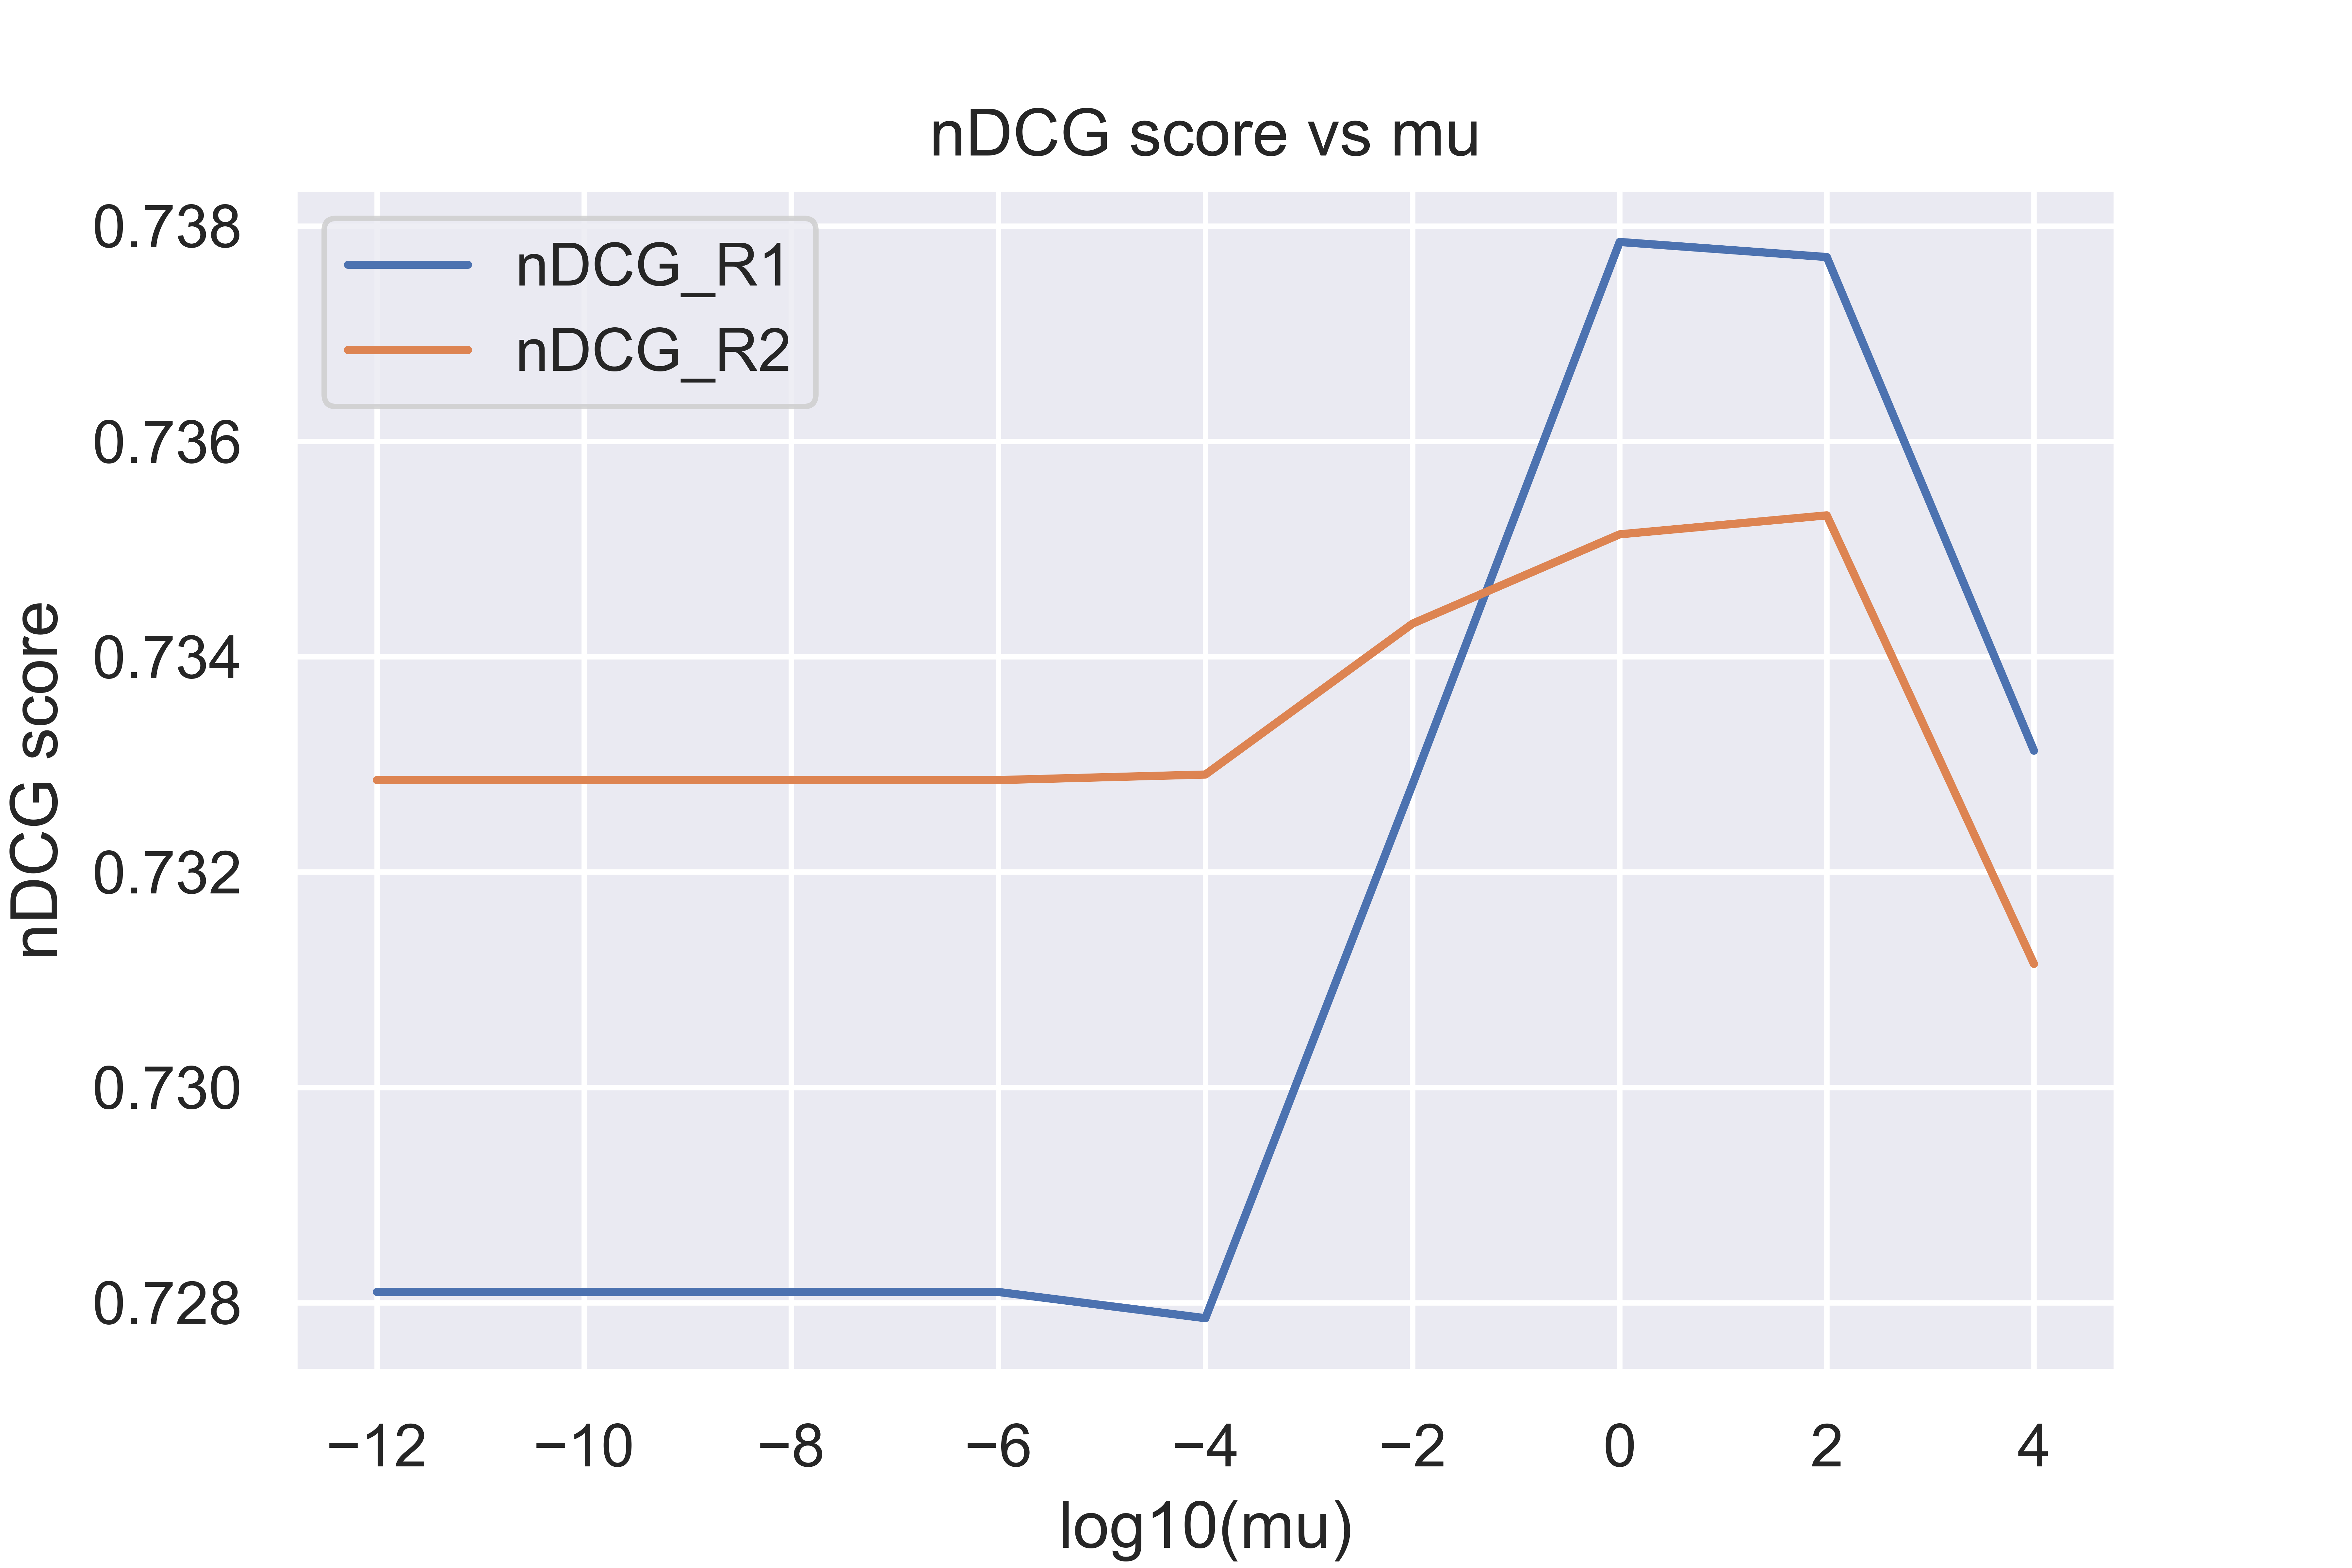 nDCG score vs mu
nDCG_R1
nDCG_R2
nDCG score
0.738
0.736
0.734
0.732
0.730
0.728
−12 −10 −8 −6 −4 −2 0 2 4
log10(mu)